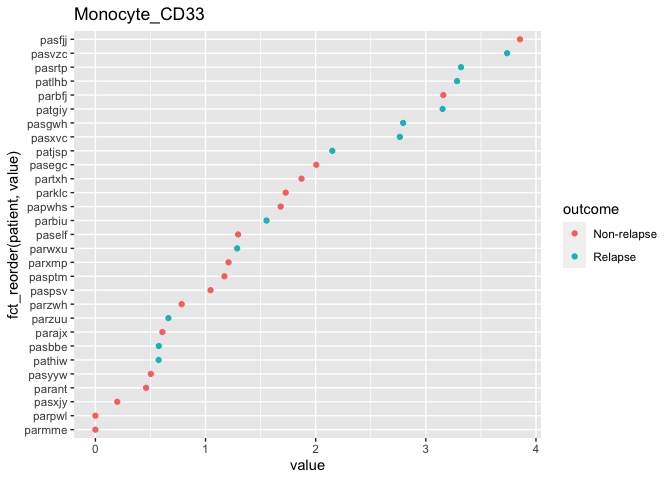 Monocyte_CD33
fct_reorder(patient, value)
pasfjj
pasvzc
pasrtp
patlhb
parbfj
patgiy
pasgwh
pasxvc
patjsp
pasegc
partxh
parklc
papwhs
parbiu
paself
parwxu
parxmp
pasptm
paspsv
parzwh
parzuu
parajx
pasbbe
pathiw
pasyyw
parant
pasxjy
parpwl
parmme
0 1 2 3 4
value
outcome
Non-relapse
Relapse